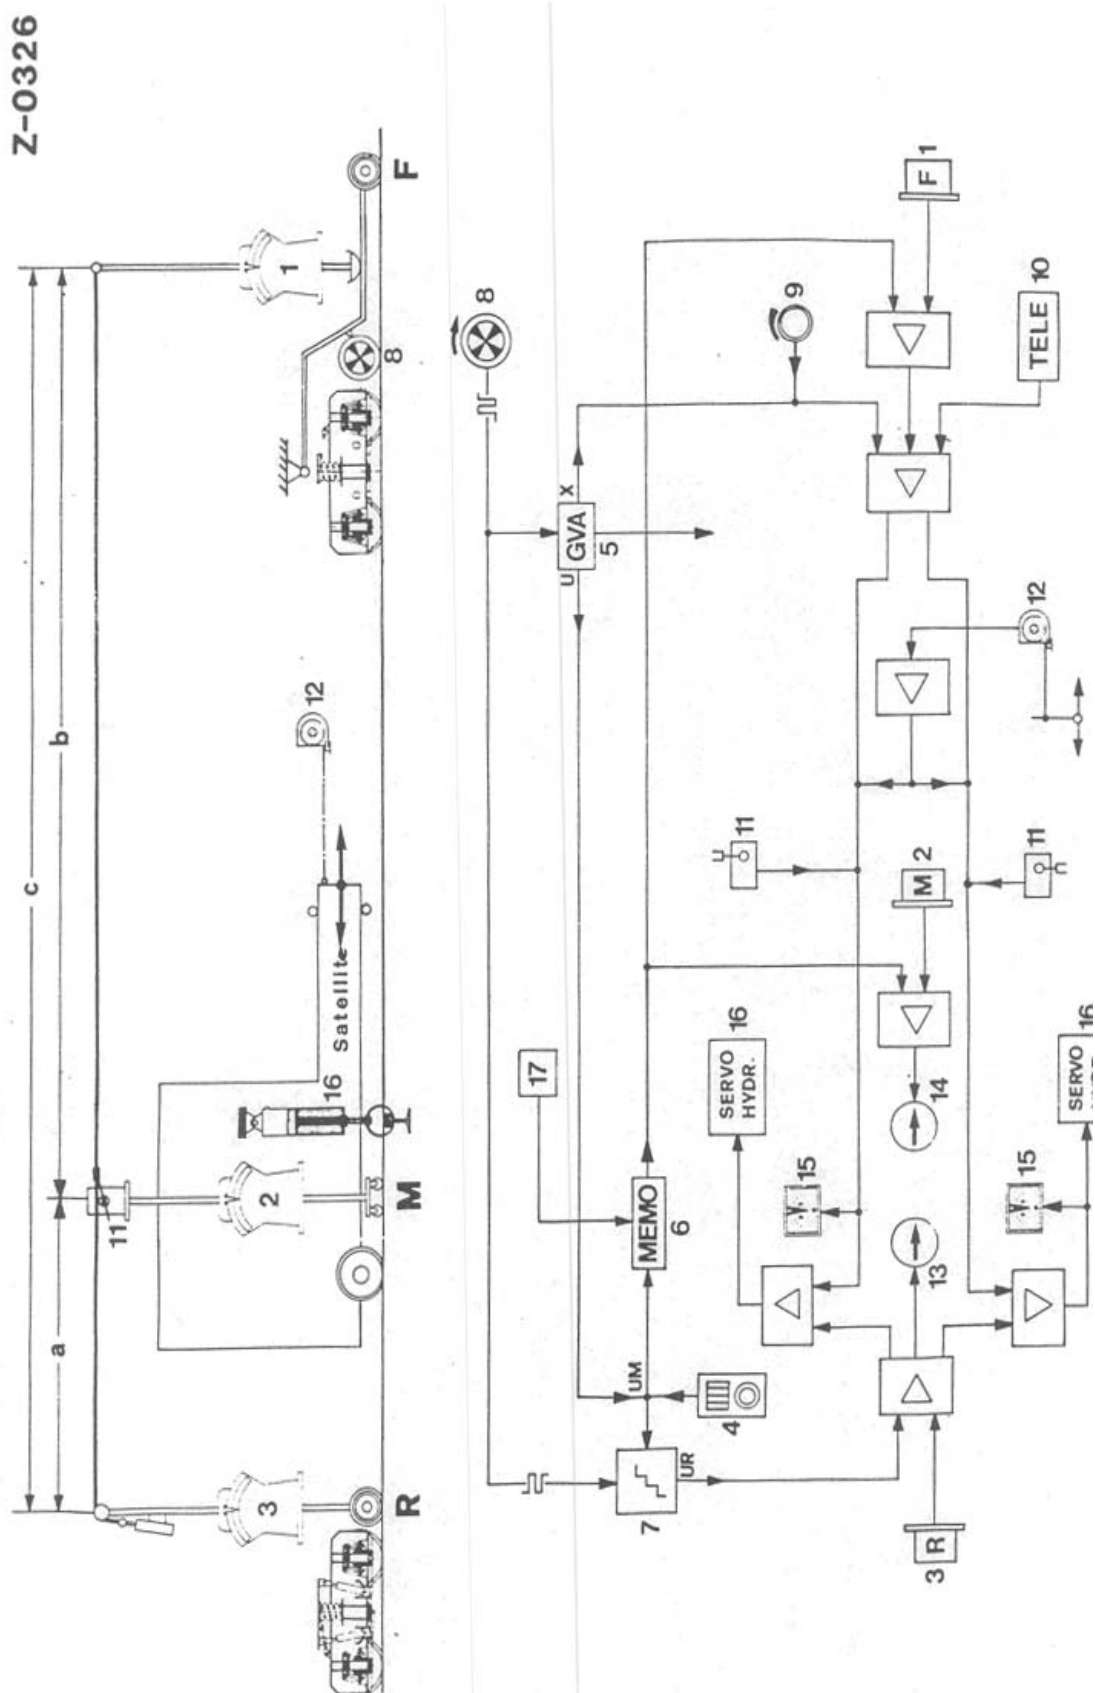 Z-0326
c
b
a
1
2
3
8
11
12
16
Satellite
R
M
F
8
9
TELE 10
F 1
GVA
U
X
5
12
11
11
M 2
17
MEMO
6
SERVO
HYDR.
16
14
15
13
15
SERVO
16
UM
4
UR
7
3 R